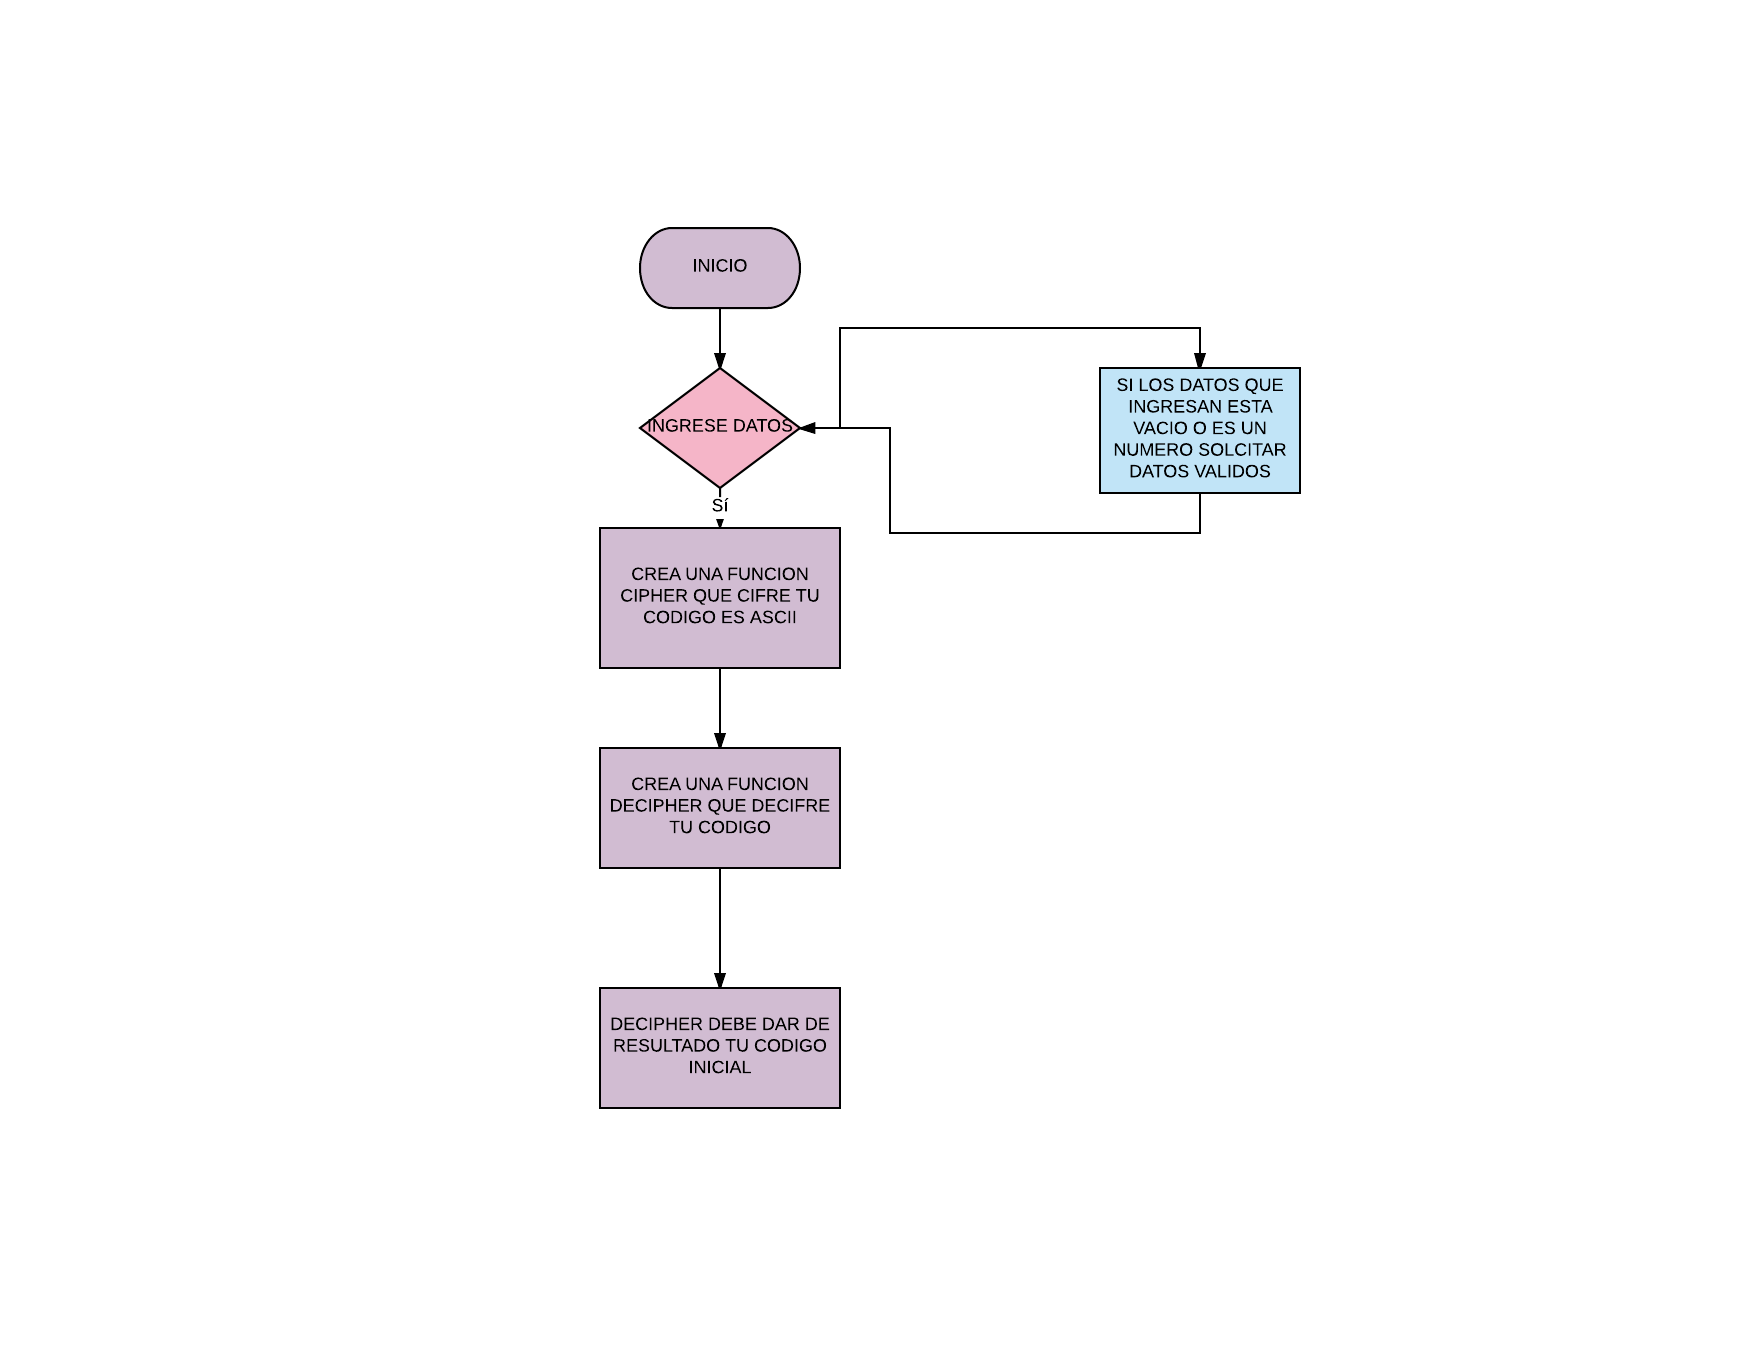 INICIO
INGRESE DATOS
SI LOS DATOS QUE
INGRESAN ESTA
VACIO O ES UN
NUMERO SOLCITAR
DATOS VALIDOS
Sí
CREA UNA FUNCION
CIPHER QUE CIFRE TU
CODIGO ES ASCII
CREA UNA FUNCION
DECIPHER QUE DECIFRE
TU CODIGO
DECIPHER DEBE DAR DE
RESULTADO TU CODIGO
INICIAL